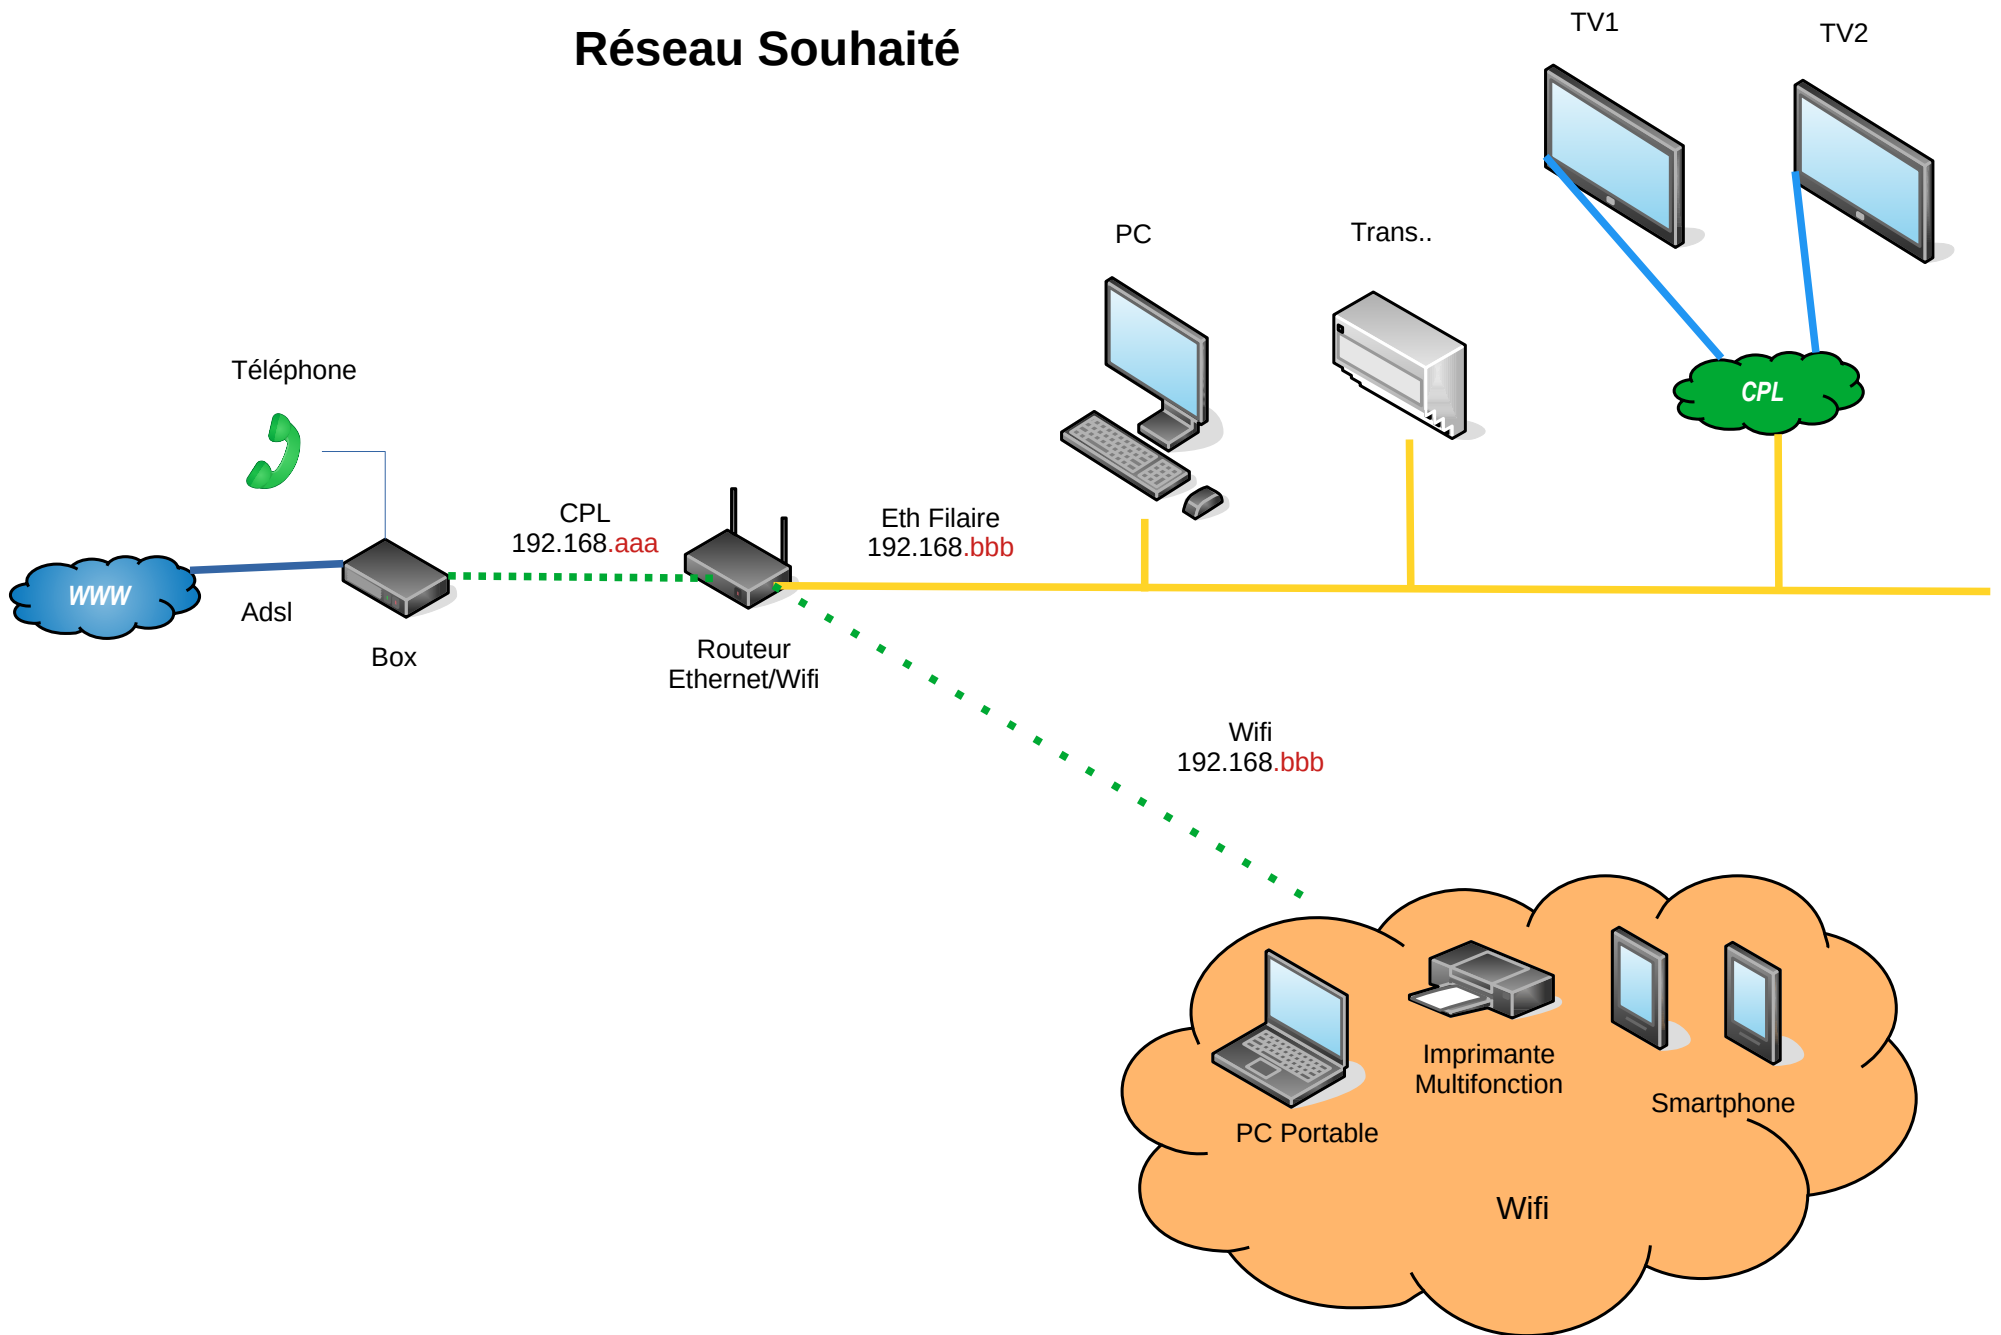 Réseau Souhaité
TV1
TV2
PC
Trans..
Téléphone
CPL
CPL
192.168.aaa
Eth Filaire
192.168.bbb
WWW
Adsl
Box
Routeur
Ethernet/Wifi
Wifi
192.168.bbb
Imprimante
Multifonction
Smartphone
PC Portable
Wifi